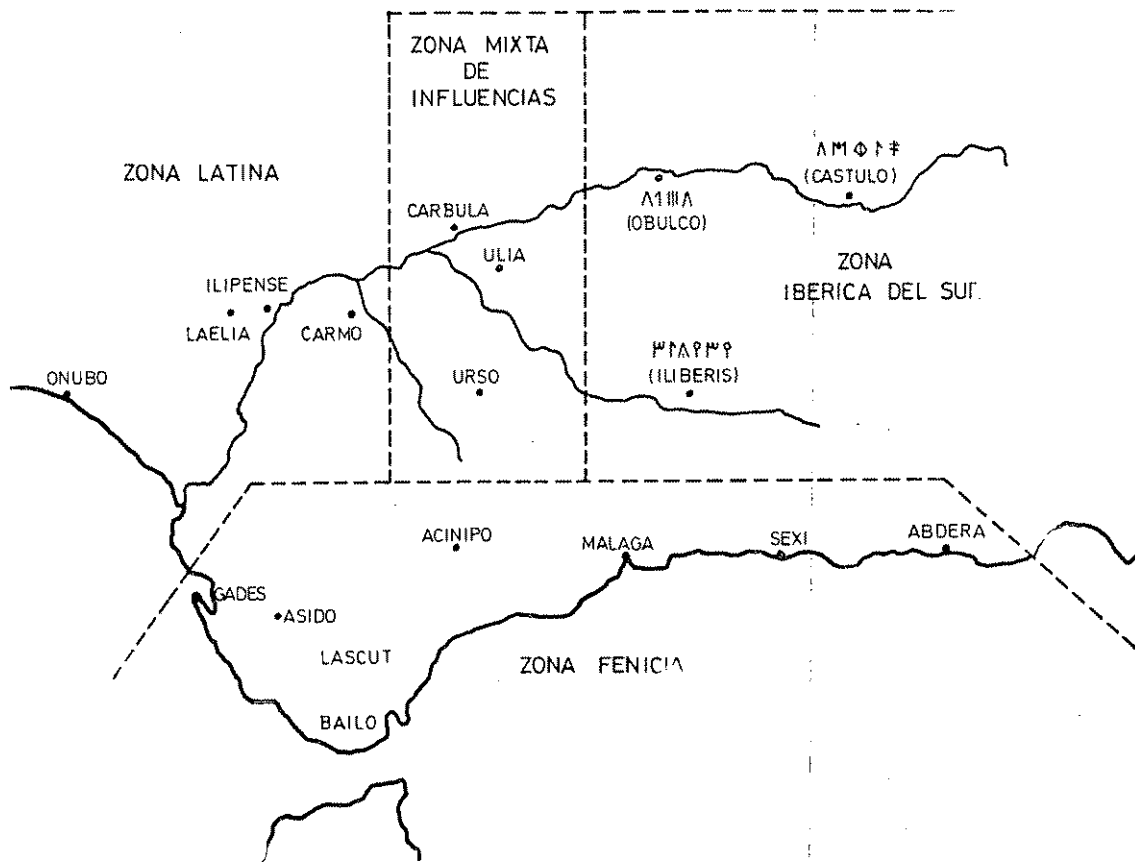 ZONA MIXTA
DE
INFLUENCIAS
ZONA LATINA
(CASTULO)
CARBULA
(OBULCO)
ULIA
ZONA
IBERICA DEL
ILIPENSE
LAELIA
CARMO
ONUBO
URSO
(ILIBERIS)
ACINIPO
MALAGA
SEXI
ABDERA
GADES
ASIDO
LASCUT
ZONA FENICIA
BAILO